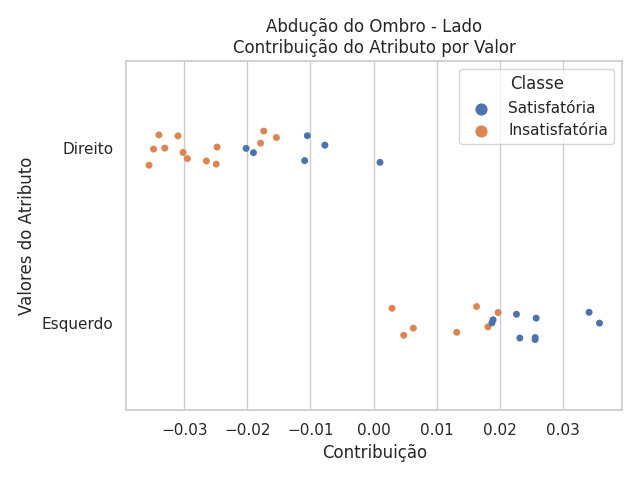 Abdução do Ombro - Lado
Contribuição do Atributo por Valor
Classe
Satisfatória
Insatisfatória
Valores do Atributo
Direito
Esquerdo
−0.03
−0.02
−0.01
0.00
0.01
0.02
0.03
Contribuição